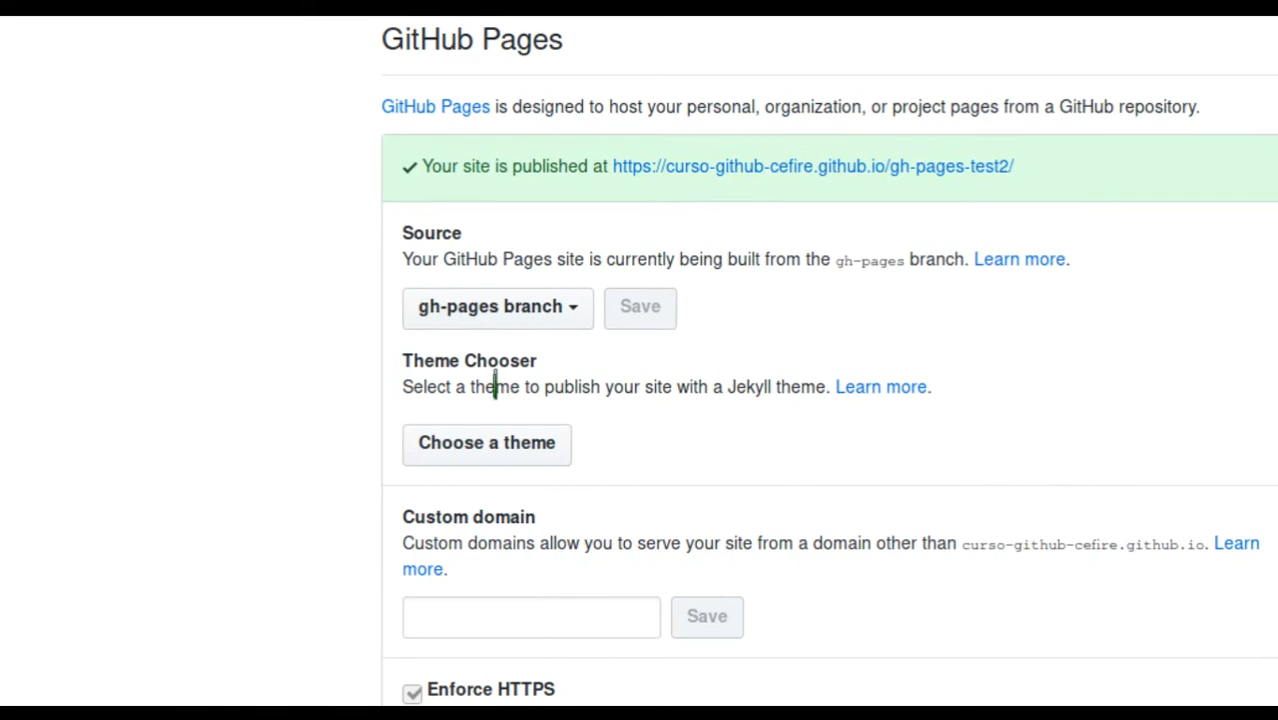 GitHub Pages
GitHub Pages is designed to host your personal, organization, or project pages from a GitHub repository.
Your site is published at https://curso-github-cefire.github.io/gh-pages-test2/
Source
Your GitHub Pages site is currently being built from the gh-pages branch. Learn more.
gh-pages branch Save
Theme Chooser
Select a theme to publish your site with a Jekyll theme. Learn more.
Choose a theme
Custom domain
Custom domains allow you to serve your site from a domain other than curso-github-cefire.github.io. Learn
more.
Save
Enforce HTTPS